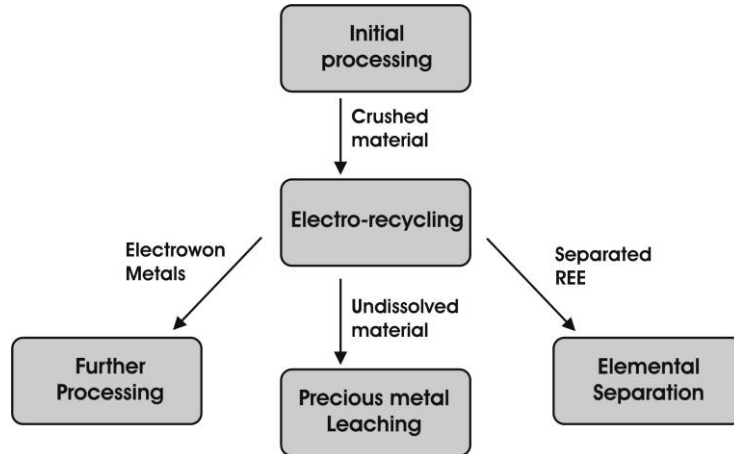 Initial
processing
Crushed
material
Electro-recycling
Electrowon
Metals
Undissolved
material
Separated
REE
Further
Processing
Precious metal
Leaching
Elemental
Separation